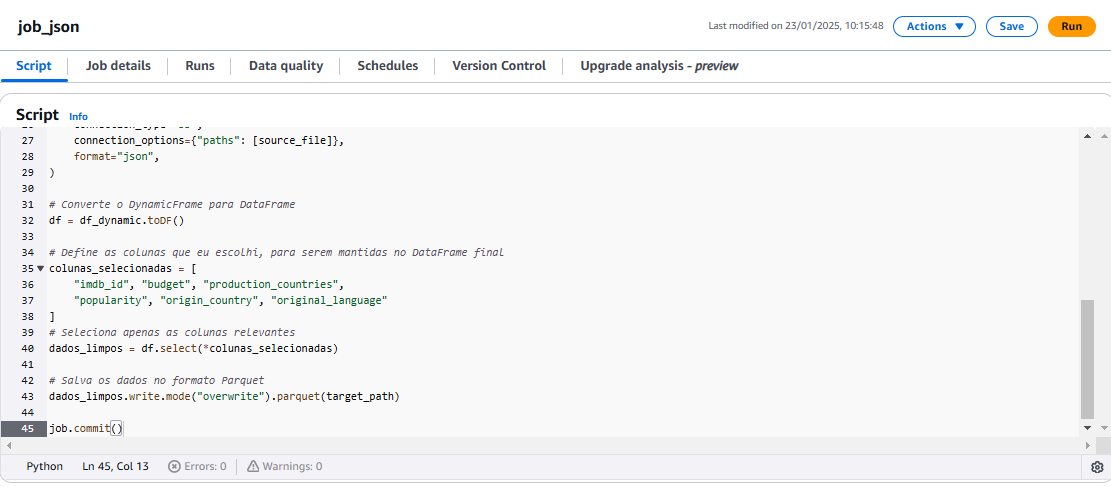 job_json
Last modified on 23/01/2025, 10:15:48
Actions
Save
Run
Script
Job details
Runs
Data quality
Schedules
Version Control
Upgrade analysis - preview
Script Info
27 connection_options={"paths": [source_file]},
28 format="json",
29 )
30
31 # Converte o DynamicFrame para DataFrame
32 df = df_dynamic.toDF()
33
34 # Define as colunas que eu escolhi, para serem mantidas no DataFrame final
35 colunas_selecionadas = [
36 "imdb_id", "budget", "production_countries",
37 "popularity", "origin_country", "original_language"
38 ]
39 # Seleciona apenas as colunas relevantes
40 dados_limpos = df.select(*colunas_selecionadas)
41
42 # Salva os dados no formato Parquet
43 dados_limpos.write.mode("overwrite").parquet(target_path)
44
45 job.commit()
Python Ln 45, Col 13 Errors: 0 Warnings: 0